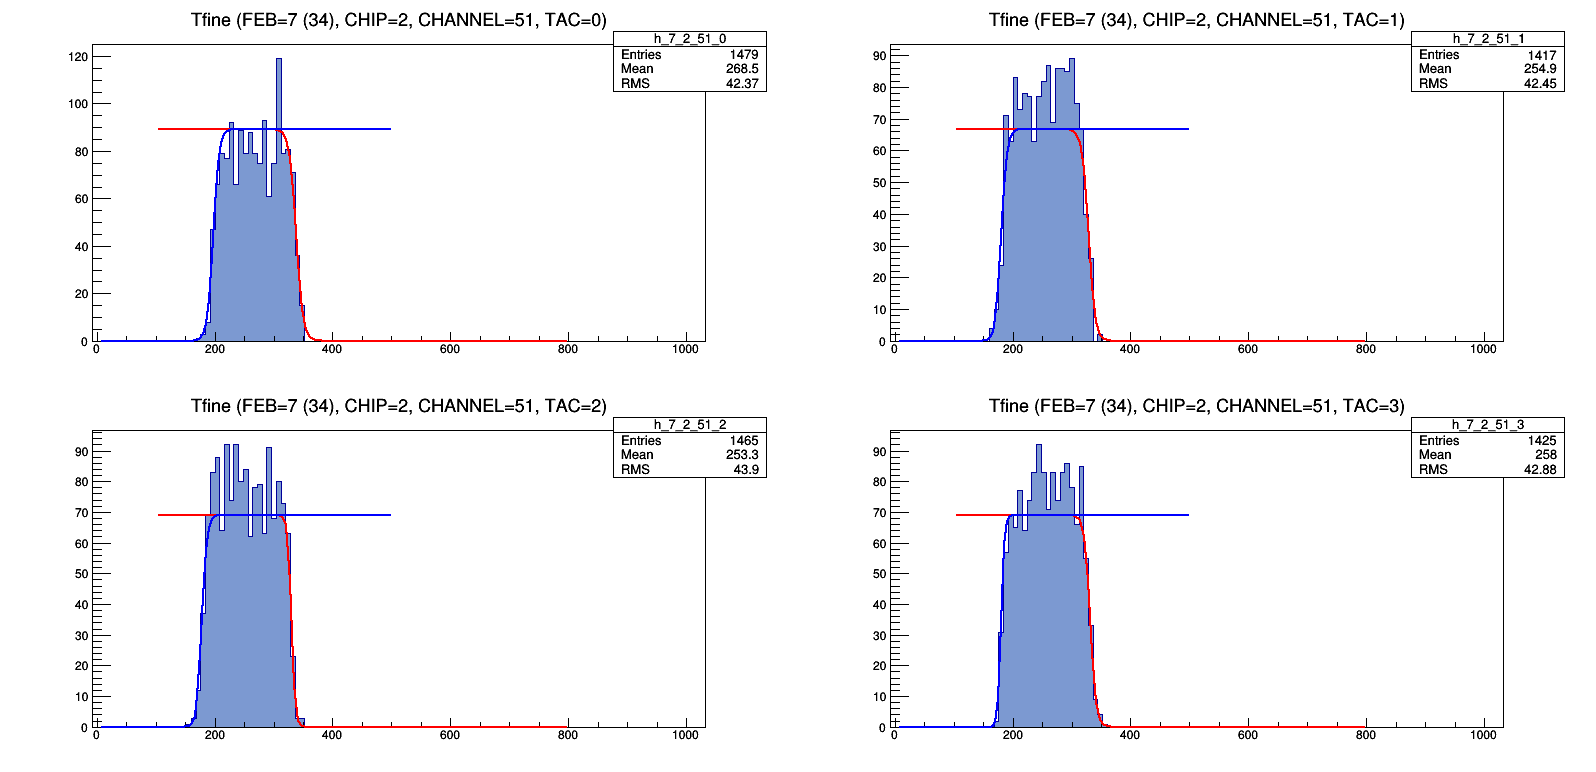 Tfine (FEB=7 (34), CHIP=2, CHANNEL=51, TAC=0)
h_7_2_51_0
Entries 1479
Mean 268.5
RMS 42.37
120
100
80
60
40
20
0
0 200 400 600 800 1000
Tfine (FEB=7 (34), CHIP=2, CHANNEL=51, TAC=1)
h_7_2_51_1
Entries 1417
Mean 254.9
RMS 42.45
90
80
70
60
50
40
30
20
10
0
0 200 400 600 800 1000
Tfine (FEB=7 (34), CHIP=2, CHANNEL=51, TAC=2)
h_7_2_51_2
Entries 1465
Mean 253.3
RMS 43.9
90
80
70
60
50
40
30
20
10
0
0 200 400 600 800 1000
Tfine (FEB=7 (34), CHIP=2, CHANNEL=51, TAC=3)
h_7_2_51_3
Entries 1425
Mean 258
RMS 42.88
90
80
70
60
50
40
30
20
10
0
0 200 400 600 800 1000